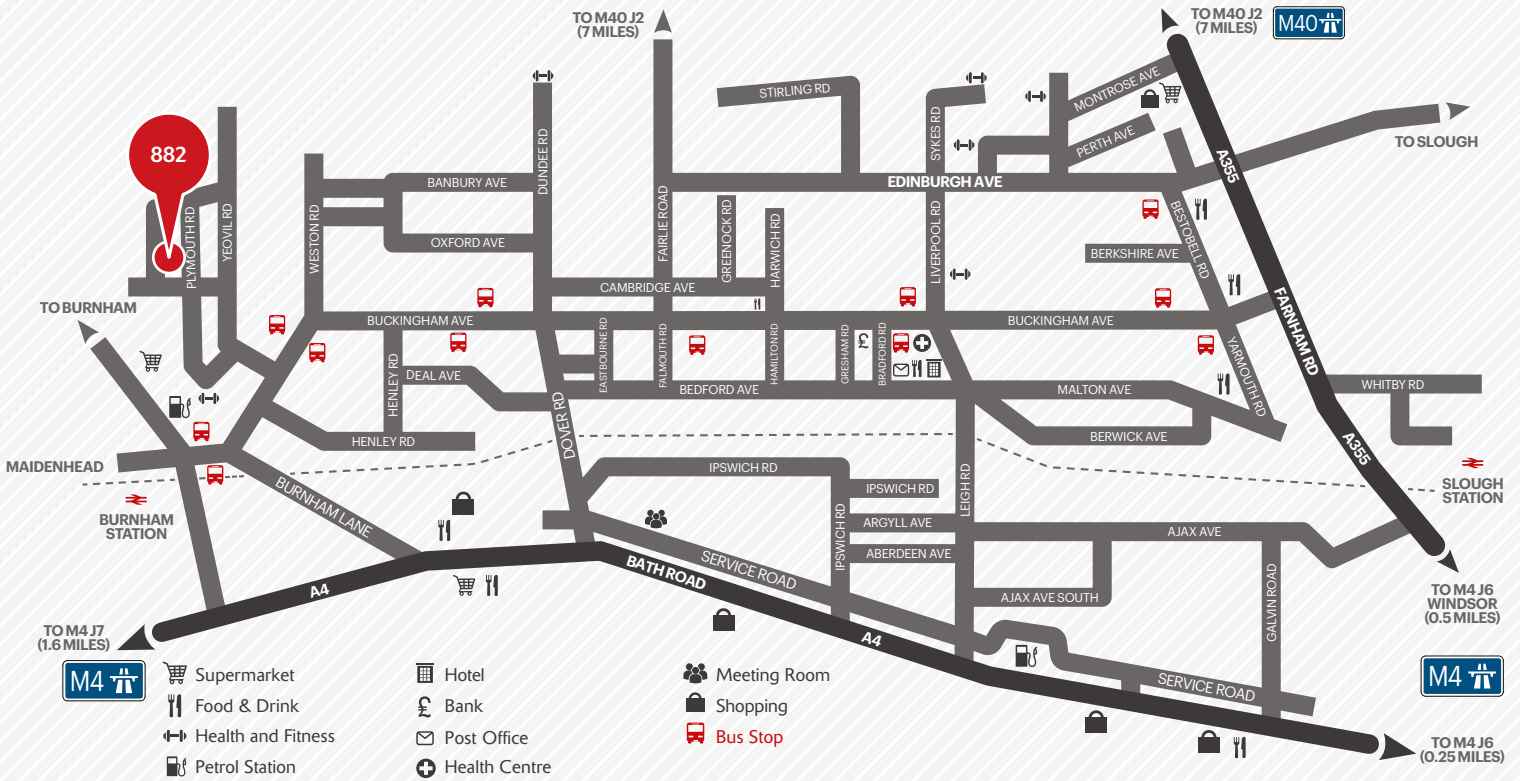 TO M40 J2
(7 MILES)
TO M40 J2
(7 MILES)
M40
STIRLING RD
MONTROSE AVE
PERTH AVE
SYKES RD
DUNDEE RD
A355
TO SLOUGH
882
BANBURY AVE
EDINBURGH AVE
PLYMOUTH RD
YEOVIL RD
WESTON RD
OXFORD AVE
FAIRLIE ROAD
GREENOCK RD
HARWICH RD
LIVERPOOL RD
BESTOBELL RD
BERKSHIRE AVE
CAMBRIDGE AVE
TO BURNHAM
BUCKINGHAM AVE
BUCKINGHAM AVE
FARNHAM RD
EASTBOURNE RD
FALMOUTH RD
HAMILTON RD
GRESHAM RD
BRADFORD RD
YARMOUTH RD
HENLEY RD
DEAL AVE
BEDFORD AVE
MALTON AVE
WHITBY RD
DOVER RD
HENLEY RD
BERWICK AVE
A355
MAIDENHEAD
IPSWICH RD
IPSWICH RD
LEIGH RD
SLOUGH
STATION
BURNHAM
STATION
BURNHAM LANE
IPSWICH RD
ARGYLL AVE
AJAX AVE
ABERDEEN AVE
BATH ROAD
SERVICE ROAD
A4
AJAX AVE SOUTH
GALVIN ROAD
TO M4 J6
WINDSOR
(0.5 MILES)
TO M4 J7
(1.6 MILES)
A4
M4
SERVICE ROAD
M4
TO M4 J6
(0.25 MILES)
Supermarket
Food & Drink
Health and Fitness
Petrol Station
Hotel
£ Bank
Post Office
Health Centre
Meeting Room
Shopping
Bus Stop